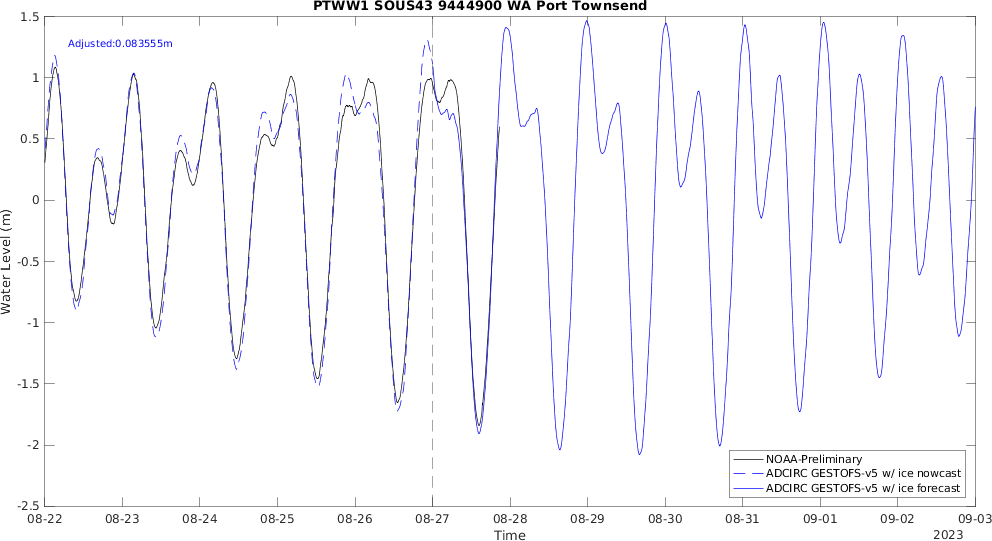 PTWW1 SOUS43 9444900 WA Port Townsend
Adjusted:0.083555m
1.5
1
0.5
0
-0.5
-1
-1.5
-2
-2.5
Water Level (m)
NOAA-Preliminary
ADCIRC GESTOFS-v5 w/ ice nowcast
ADCIRC GESTOFS-v5 w/ ice forecast
08-22 08-23 08-24 08-25 08-26 08-27 08-28 08-29 08-30 08-31 09-01 09-02 09-03
Time
2023